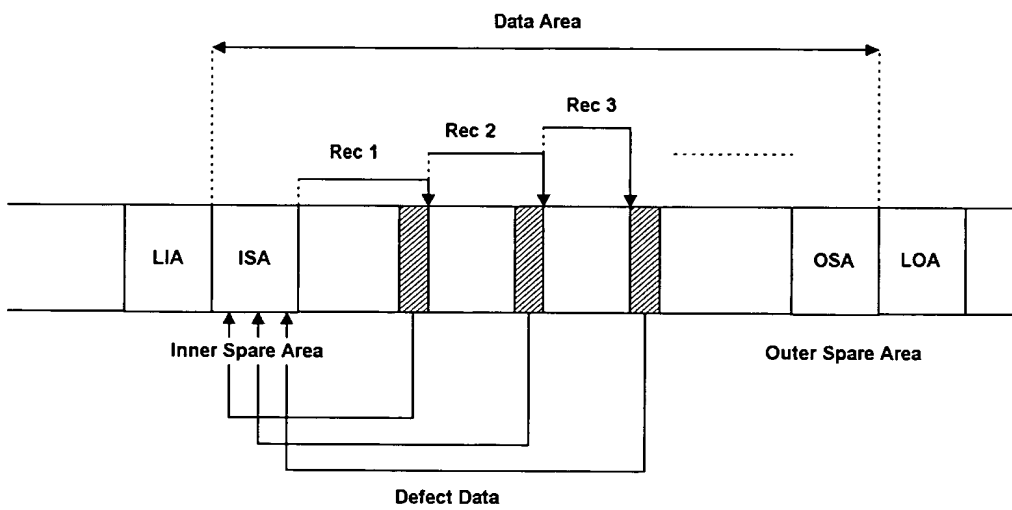 Data Area
Rec 3
Rec 2
Rec 1
LIA ISA OSA LOA
Inner Spare Area Outer Spare Area
Defect Data